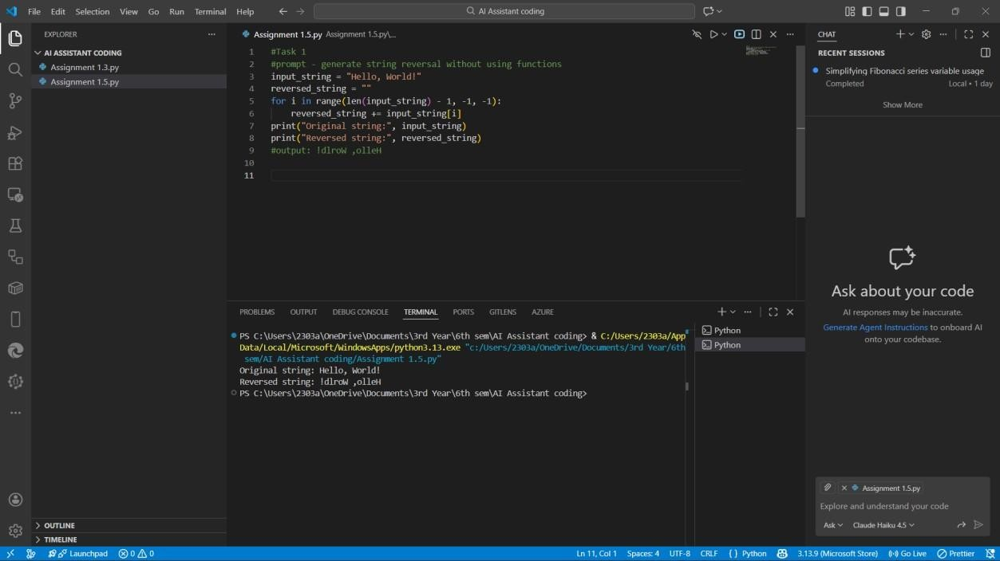 File Edit Selection View Go Run Terminal Help
AI Assistant coding
EXPLORER
AI ASSISTANT CODING
Assignment 1.3.py
Assignment 1.5.py
OUTLINE
TIMELINE
Assignment 1.5.py Assignment 1.5.py\...
1 #Task 1
2 #prompt - generate string reversal without using functions
3 input_string = "Hello, World!"
4 reversed_string = ""
5 for i in range(len(input_string) - 1, -1, -1):
6     reversed_string += input_string[i]
7 print("Original string:", input_string)
8 print("Reversed string:", reversed_string)
9 #output: !dlroW ,olleH
10
11
PROBLEMS OUTPUT DEBUG CONSOLE TERMINAL PORTS GITLENS AZURE
PS C:\Users\2303a\OneDrive\Documents\3rd Year\6th sem\AI Assistant coding> & C:/Users/2303a/App
Data/Local/Microsoft/WindowsApps/python3.13.exe "c:/Users/2303a/OneDrive/Documents/3rd Year/6th
sem/AI Assistant coding/Assignment 1.5.py"
Original string: Hello, World!
Reversed string: !dlroW ,olleH
PS C:\Users\2303a\OneDrive\Documents\3rd Year\6th sem\AI Assistant coding>
Python
Python
CHAT
RECENT SESSIONS
Simplifying Fibonacci series variable usage
Completed Local • 1 day
Show More
Ask about your code
AI responses may be inaccurate.
Generate Agent Instructions to onboard AI
onto your codebase.
Assignment 1.5.py
Explore and understand your code
Ask Claude Haiku 4.5
Launchpad 0 0 Ln 11, Col 1 Spaces: 4 UTF-8 CRLF { } Python 3.13.9 (Microsoft Store) Go Live Prettier